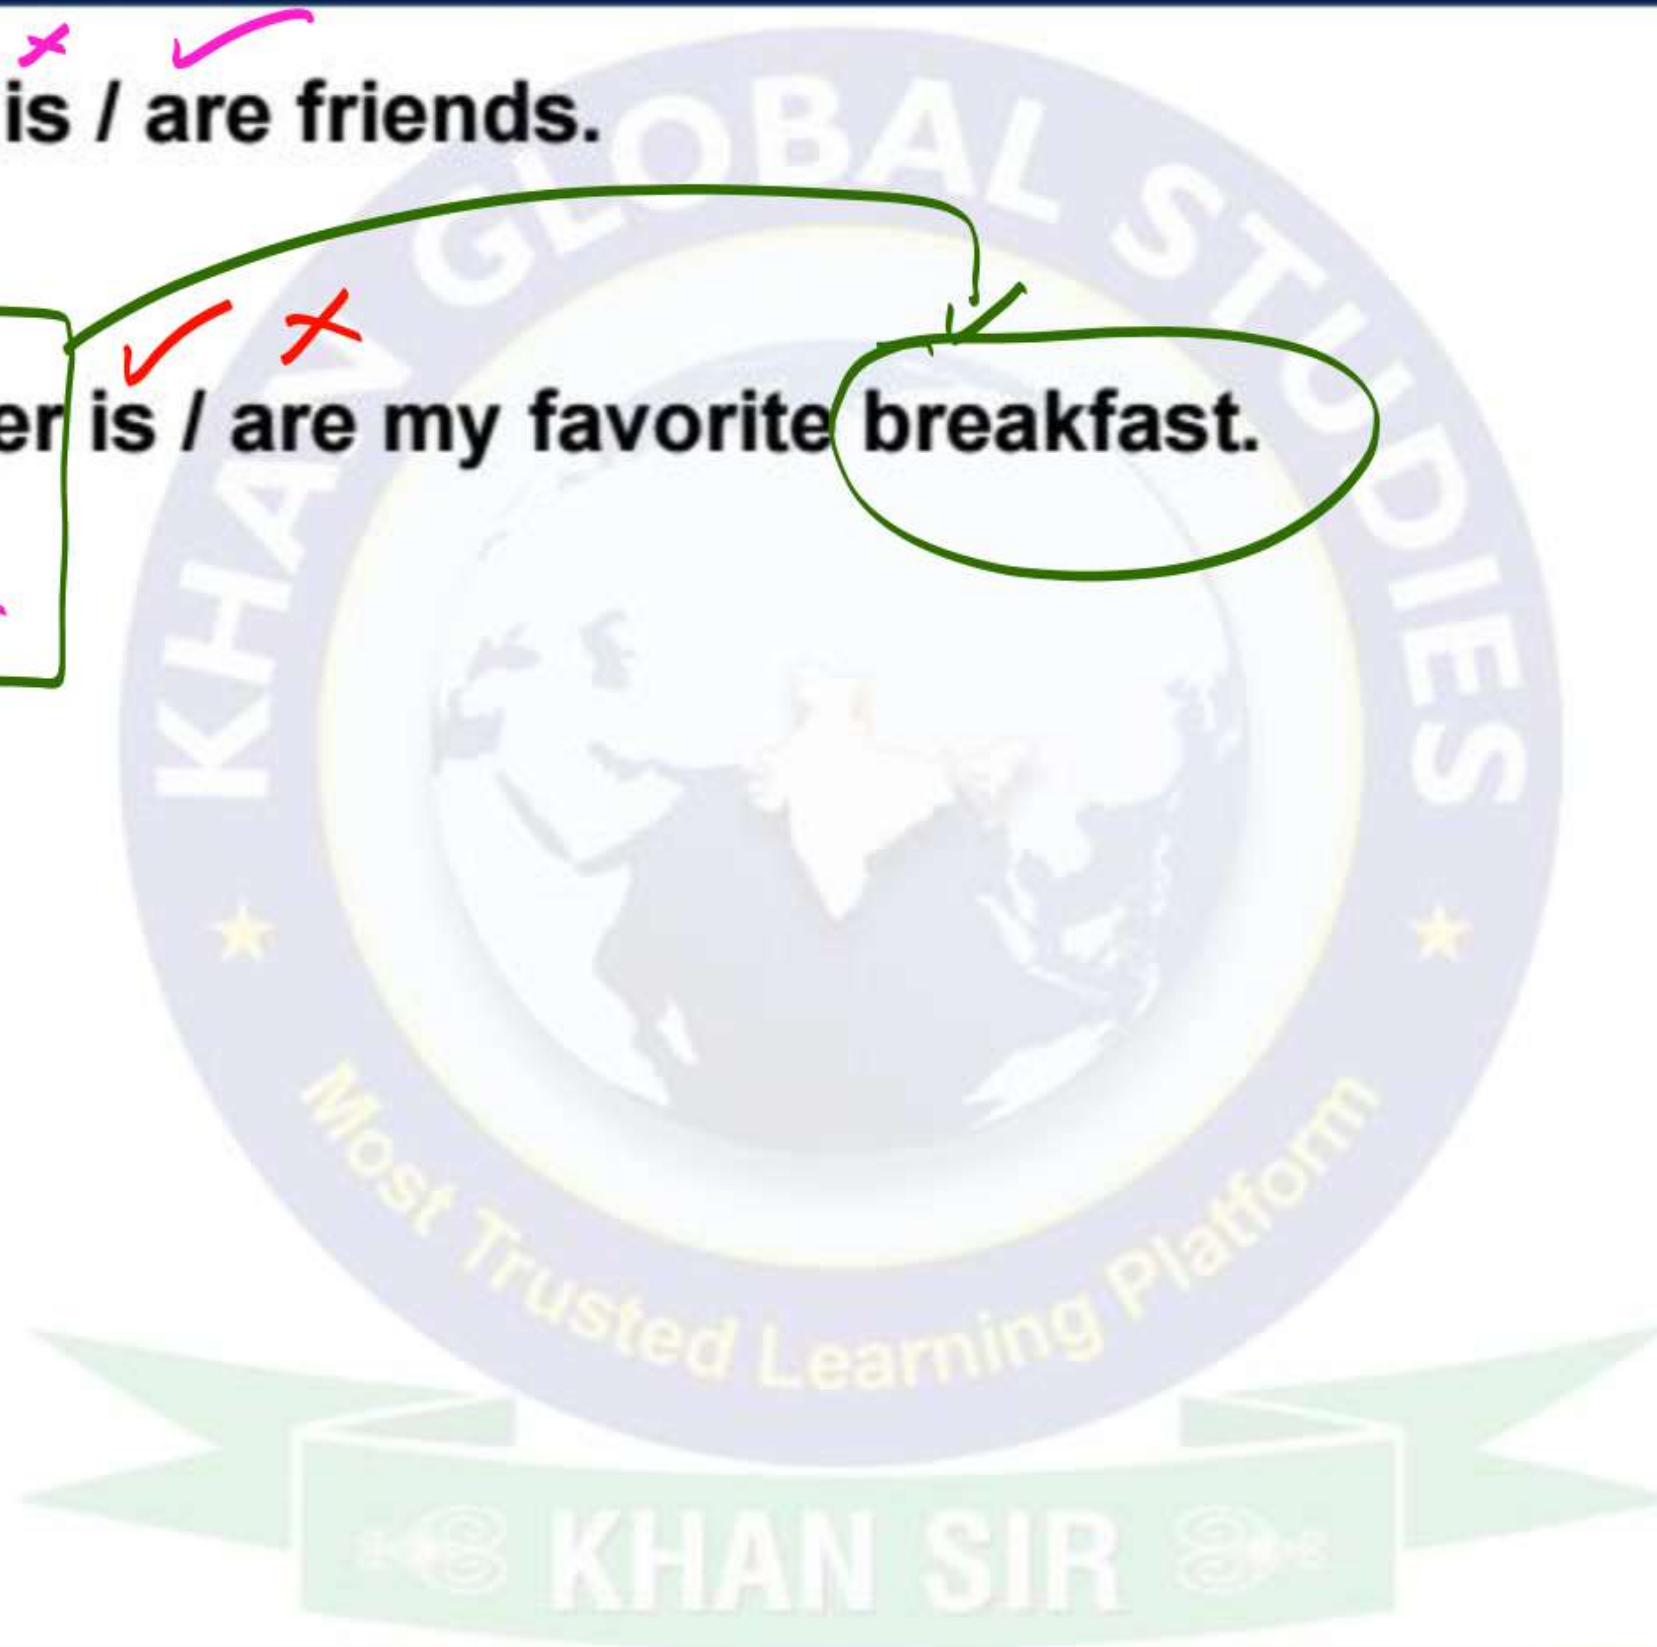 is / are friends.
er is / are my favorite breakfast.
KHAN GLOBAL STUDIES
Most Trusted Learning Platform
KHAN SIR